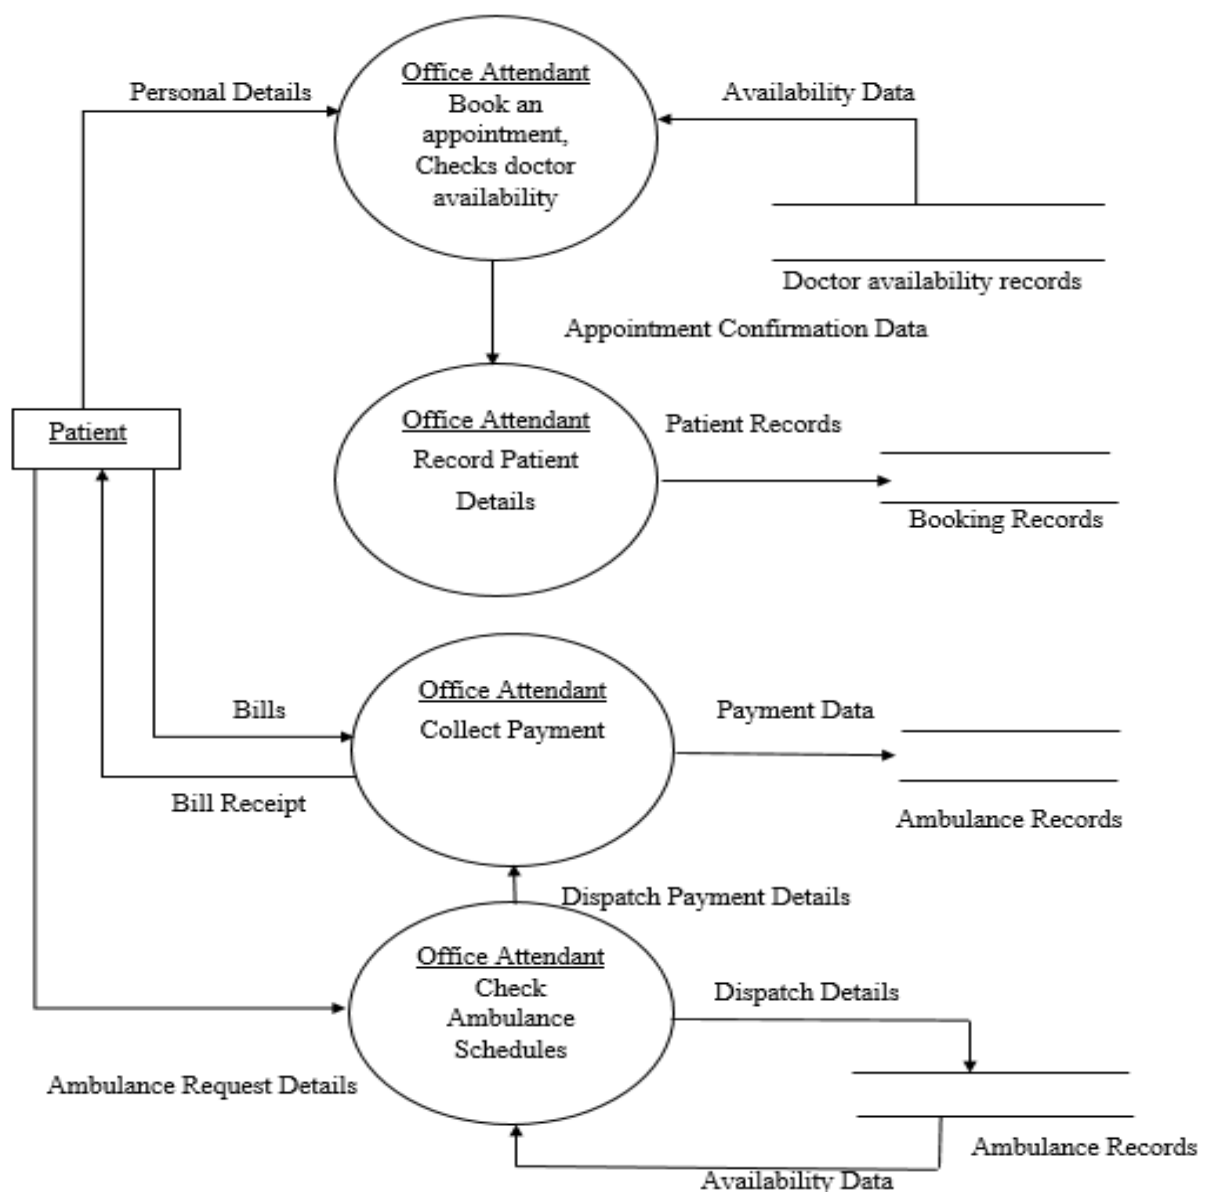 Personal Details
Office Attendant
Book an
appointment,
Checks doctor
availability
Availability Data
Doctor availability records
Appointment Confirmation Data
Patient
Office Attendant
Record Patient
Details
Patient Records
Booking Records
Office Attendant
Collect Payment
Bills
Bill Receipt
Payment Data
Ambulance Records
Dispatch Payment Details
Office Attendant
Check
Ambulance
Schedules
Dispatch Details
Ambulance Request Details
Ambulance Records
Availability Data